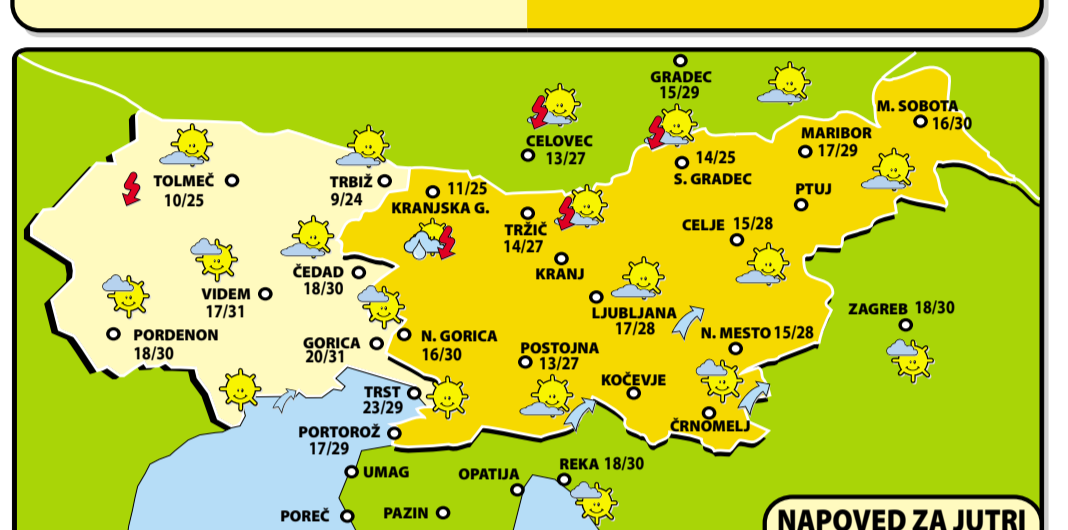 GRADEC
15/29
M. SOBOTA
16/30
MARIBOR
17/29
CELOVEC
13/27
14/25
S. GRADEC
TOLMEČ
10/25
TRBIŽ
9/24
11/25
KRANJSKA G.
PTUJ
TRŽIČ
14/27
CELJE 15/28
KRANJ
ČEDAD
18/30
VIDEM
17/31
LJUBLJANA
17/28
ZAGREB 18/30
PORDENON
18/30
GORICA
20/31
N. GORICA
16/30
N. MESTO 15/28
POSTOJNA
13/27
KOČEVJE
TRST
23/29
ČRNOMELJ
PORTOROŽ
17/29
UMAG
OPATIJA
REKA 18/30
POREČ
PAZIN
NAPOVED ZA JUTRI